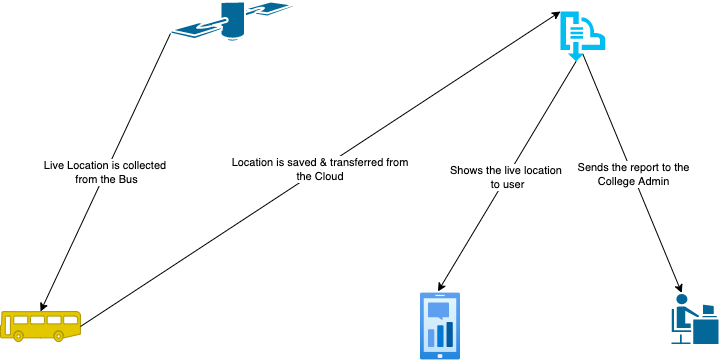 Live Location is collected
from the Bus
Location is saved & transferred from
the Cloud
Shows the live location
to user
Sends the report to the
College Admin